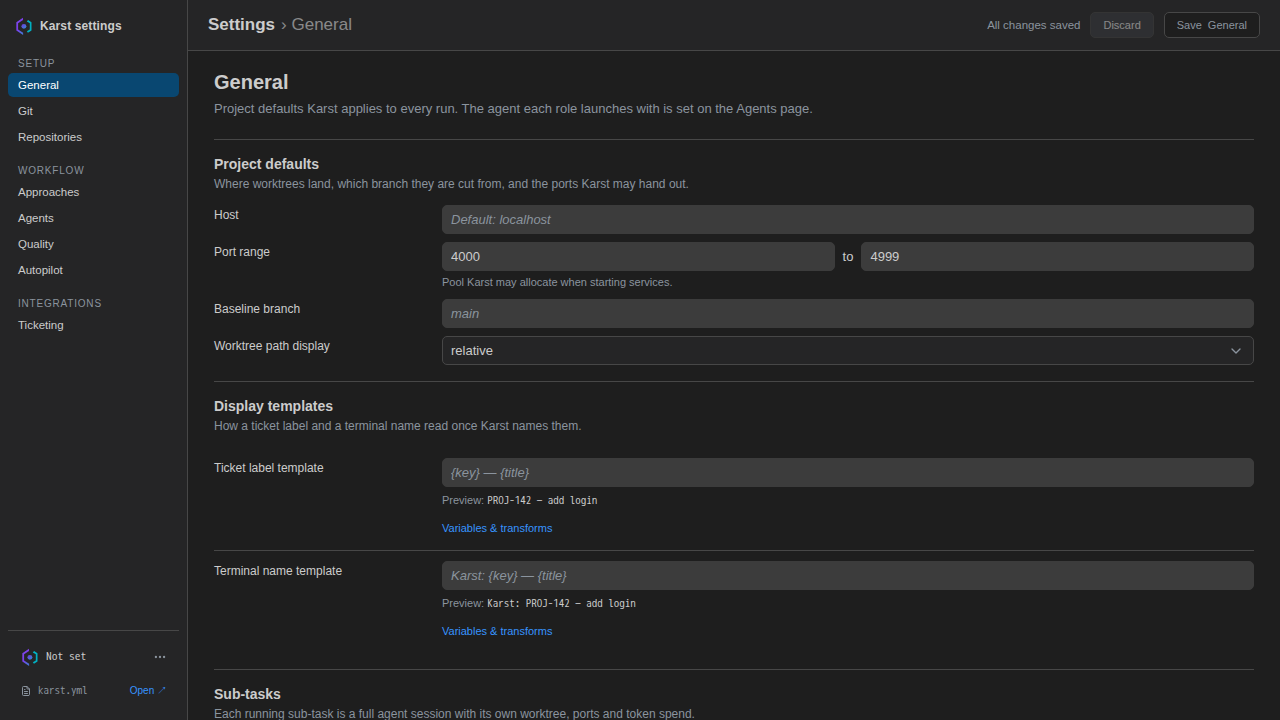 Karst settings
SETUP
General
Git
Repositories
WORKFLOW
Approaches
Agents
Quality
Autopilot
INTEGRATIONS
Ticketing
Not set
karst.yml
Open ↗
Settings › General
All changes saved
Discard
Save General
General
Project defaults Karst applies to every run. The agent each role launches with is set on the Agents page.
Project defaults
Where worktrees land, which branch they are cut from, and the ports Karst may hand out.
Host
Default: localhost
Port range
4000 to 4999
Pool Karst may allocate when starting services.
Baseline branch
main
Worktree path display
relative
Display templates
How a ticket label and a terminal name read once Karst names them.
Ticket label template
{key} — {title}
Preview: PROJ-142 — add login
Variables & transforms
Terminal name template
Karst: {key} — {title}
Preview: Karst: PROJ-142 — add login
Variables & transforms
Sub-tasks
Each running sub-task is a full agent session with its own worktree, ports and token spend.